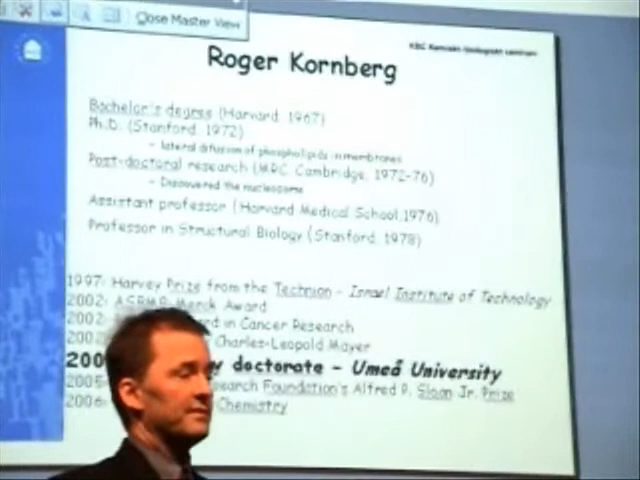 Close Master View
KBC Kemiskt-biologiskt centrum
Roger Kornberg
Bachelor's degree (Harvard, 1967)
Ph.D. (Stanford, 1972)
- lateral diffusion of phospholipids in membranes
Post-doctoral research (MRC, Cambridge, 1972-76)
- Discovered the nucleosome
Assistant professor (Harvard Medical School,1976)
Professor in Structural Biology (Stanford, 1978)
1997: Harvey Prize from the Technion - Israel Institute of Technology
2002: ASBMB-Merck Award
2002: in Cancer Research
Charles-Leopold Mayer
doctorate - Umeå University
2005: Foundation's Alfred P. Sloan Jr. Prize
2006: Chemistry